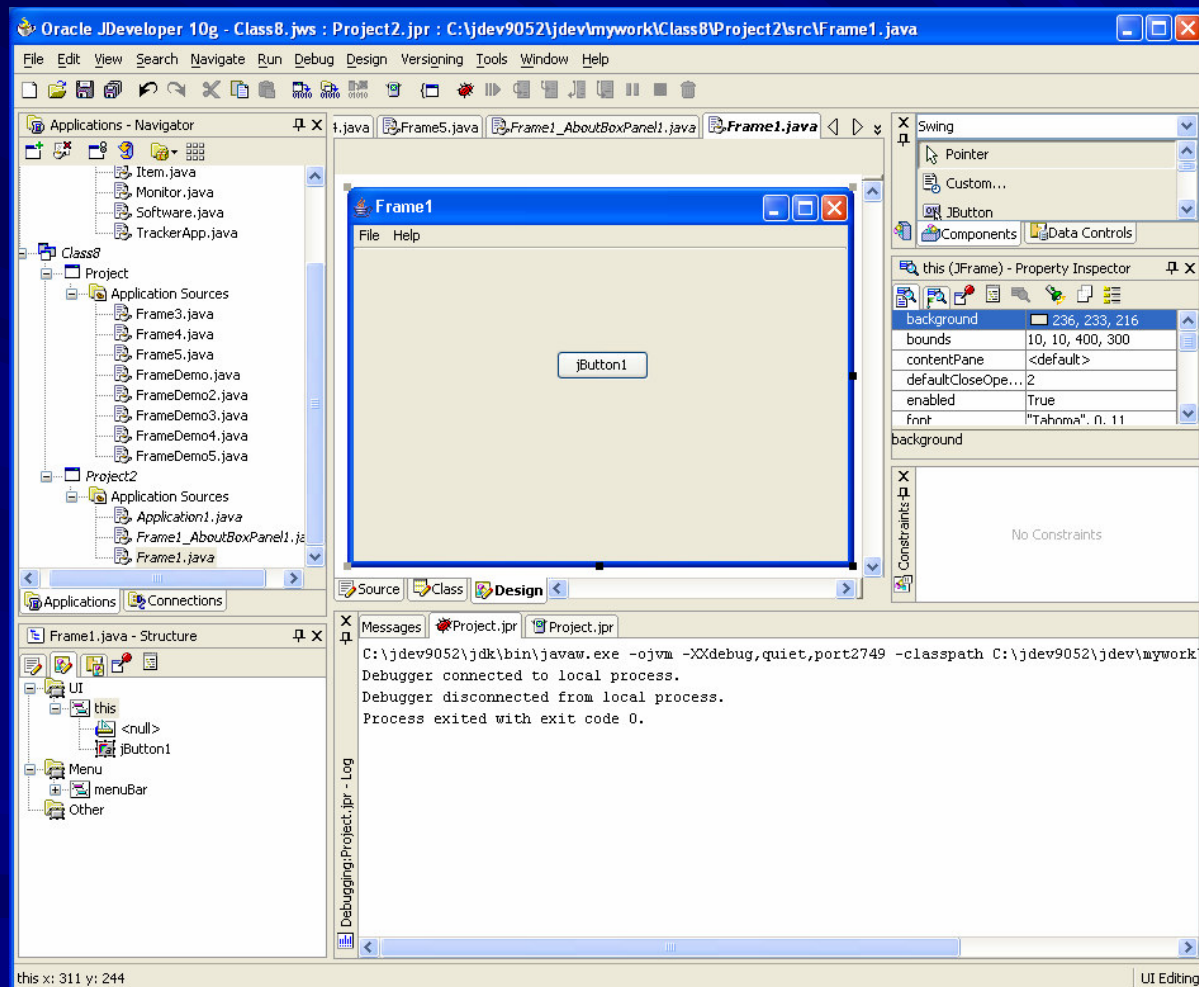 Oracle JDeveloper 10g - Class8.jws : Project2.jpr : C:\jdev9052\jdev\mywork\Class8\Project2\src\Frame1.java
File Edit View Search Navigate Run Debug Design Versioning Tools Window Help
Applications - Navigator
Item.java
Monitor.java
Software.java
TrackerApp.java
Class8
Project
Application Sources
Frame3.java
Frame4.java
Frame5.java
FrameDemo.java
FrameDemo2.java
FrameDemo3.java
FrameDemo4.java
FrameDemo5.java
Project2
Application Sources
Application1.java
Frame1_AboutBoxPanel1.ja
Frame1.java
Applications Connections
4.java Frame5.java Frame1_AboutBoxPanel1.java Frame1.java
Frame1
File Help
jButton1
Source Class Design
Swing
Pointer
Custom...
JButton
Components Data Controls
this (JFrame) - Property Inspector
background 236, 233, 216
bounds 10, 10, 400, 300
contentPane <default>
defaultCloseOpe... 2
enabled True
font "Tahoma", 0, 11
background
Constraints
No Constraints
Frame1.java - Structure
UI
this
<null>
jButton1
Menu
menuBar
Other
Messages Project.jpr Project.jpr
C:\jdev9052\jdk\bin\javaw.exe -ojvm -XXdebug,quiet,port2749 -classpath C:\jdev9052\jdev\mywork\
Debugger connected to local process.
Debugger disconnected from local process.
Process exited with exit code 0.
Debugging:Project.jpr - Log
this x: 311 y: 244
UI Editing